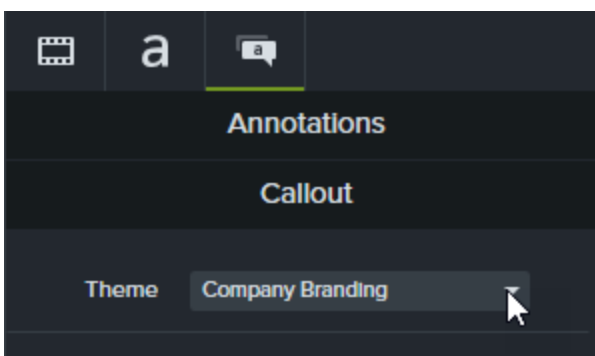 a
a
Annotations
Callout
Theme Company Branding